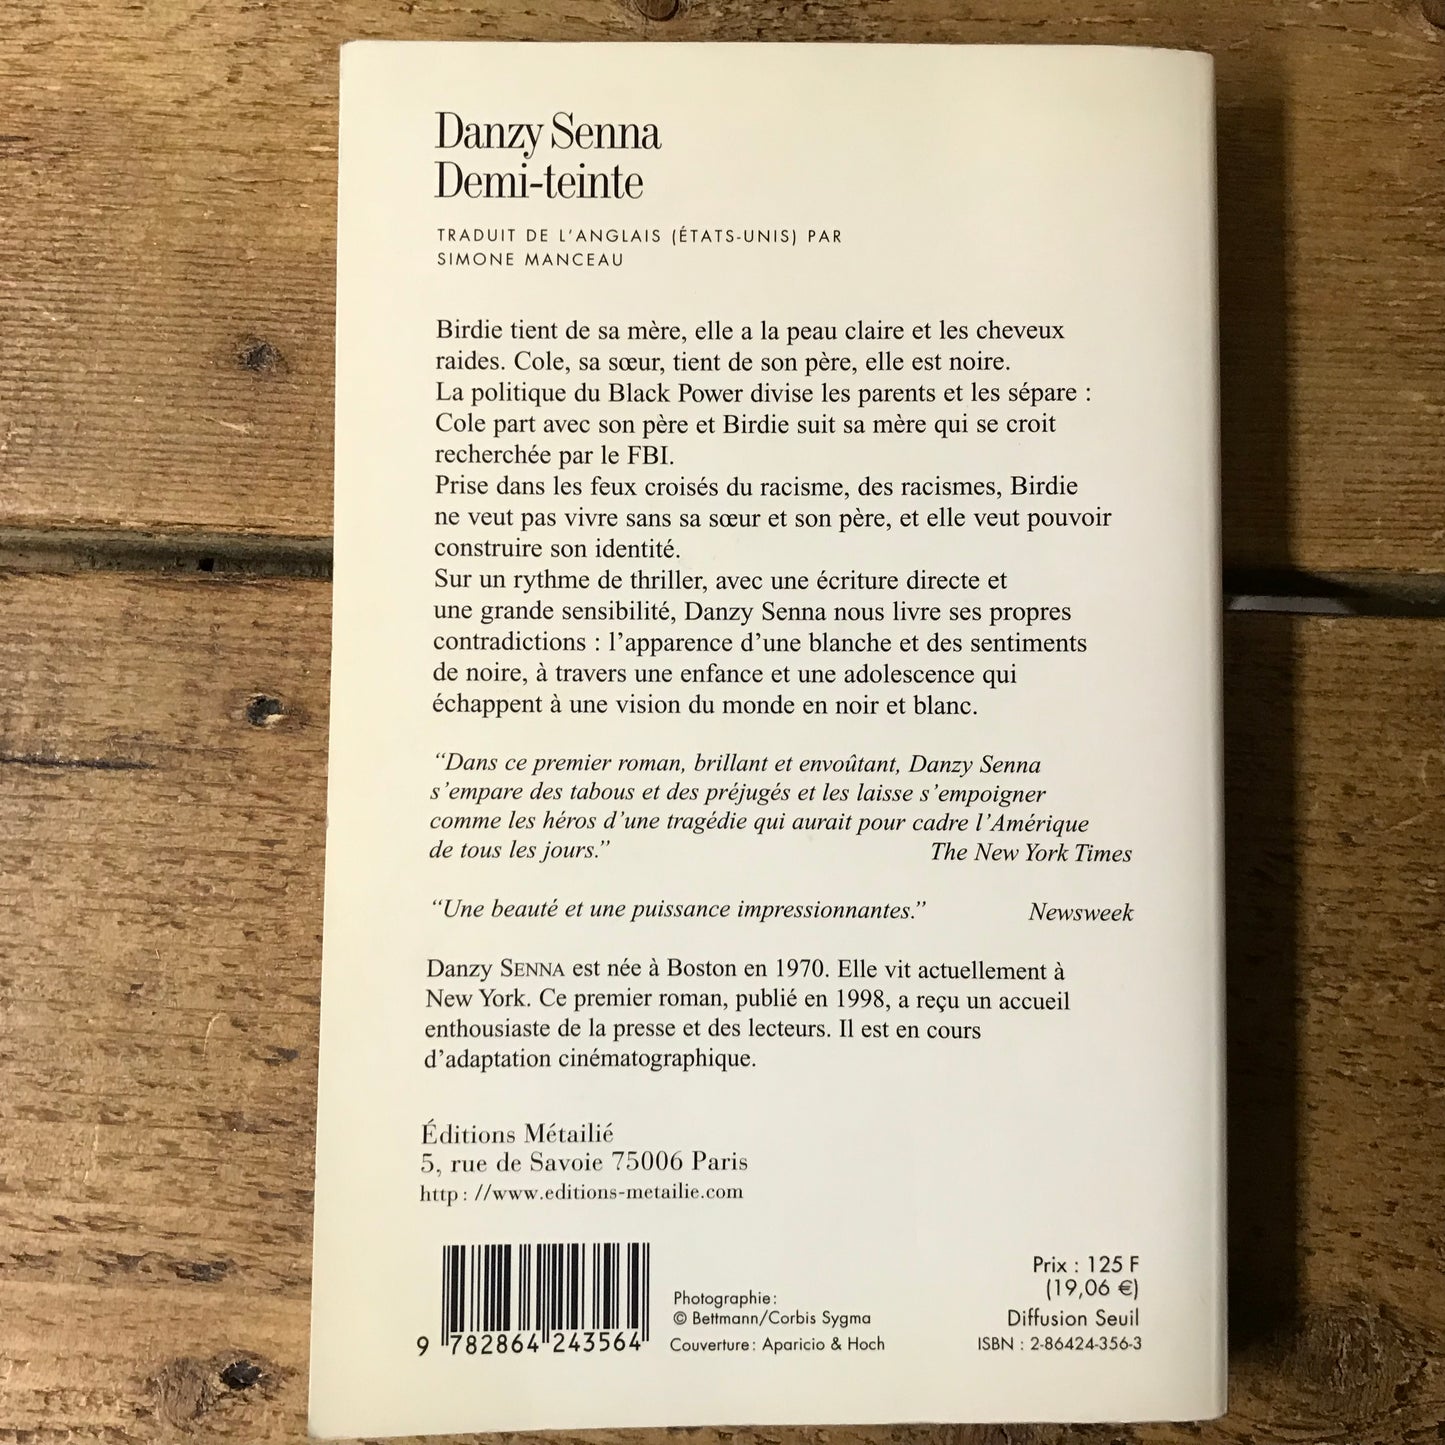 Danzy Senna
Demi-teinte
TRADUIT DE L'ANGLAIS (ÉTATS-UNIS) PAR
SIMONE MANCEAU
Birdie tient de sa mère, elle a la peau claire et les cheveux
raides. Cole, sa sœur, tient de son père, elle est noire.
La politique du Black Power divise les parents et les sépare :
Cole part avec son père et Birdie suit sa mère qui se croit
recherchée par le FBI.
Prise dans les feux croisés du racisme, des racismes, Birdie
ne veut pas vivre sans sa sœur et son père, et elle veut pouvoir
construire son identité.
Sur un rythme de thriller, avec une écriture directe et
une grande sensibilité, Danzy Senna nous livre ses propres
contradictions : l'apparence d'une blanche et des sentiments
de noire, à travers une enfance et une adolescence qui
échappent à une vision du monde en noir et blanc.
“Dans ce premier roman, brillant et envoûtant, Danzy Senna
s'empare des tabous et des préjugés et les laisse s'empoigner
comme les héros d'une tragédie qui aurait pour cadre l'Amérique
de tous les jours.” The New York Times
“Une beauté et une puissance impressionnantes.” Newsweek
Danzy SENNA est née à Boston en 1970. Elle vit actuellement à
New York. Ce premier roman, publié en 1998, a reçu un accueil
enthousiaste de la presse et des lecteurs. Il est en cours
d'adaptation cinématographique.
Éditions Métailié
5, rue de Savoie 75006 Paris
http : //www.editions-metailie.com
9 782864 243564
Photographie :
© Bettmann/Corbis Sygma
Couverture : Aparicio & Hoch
Prix : 125 F
(19,06 €)
Diffusion Seuil
ISBN : 2-86424-356-3